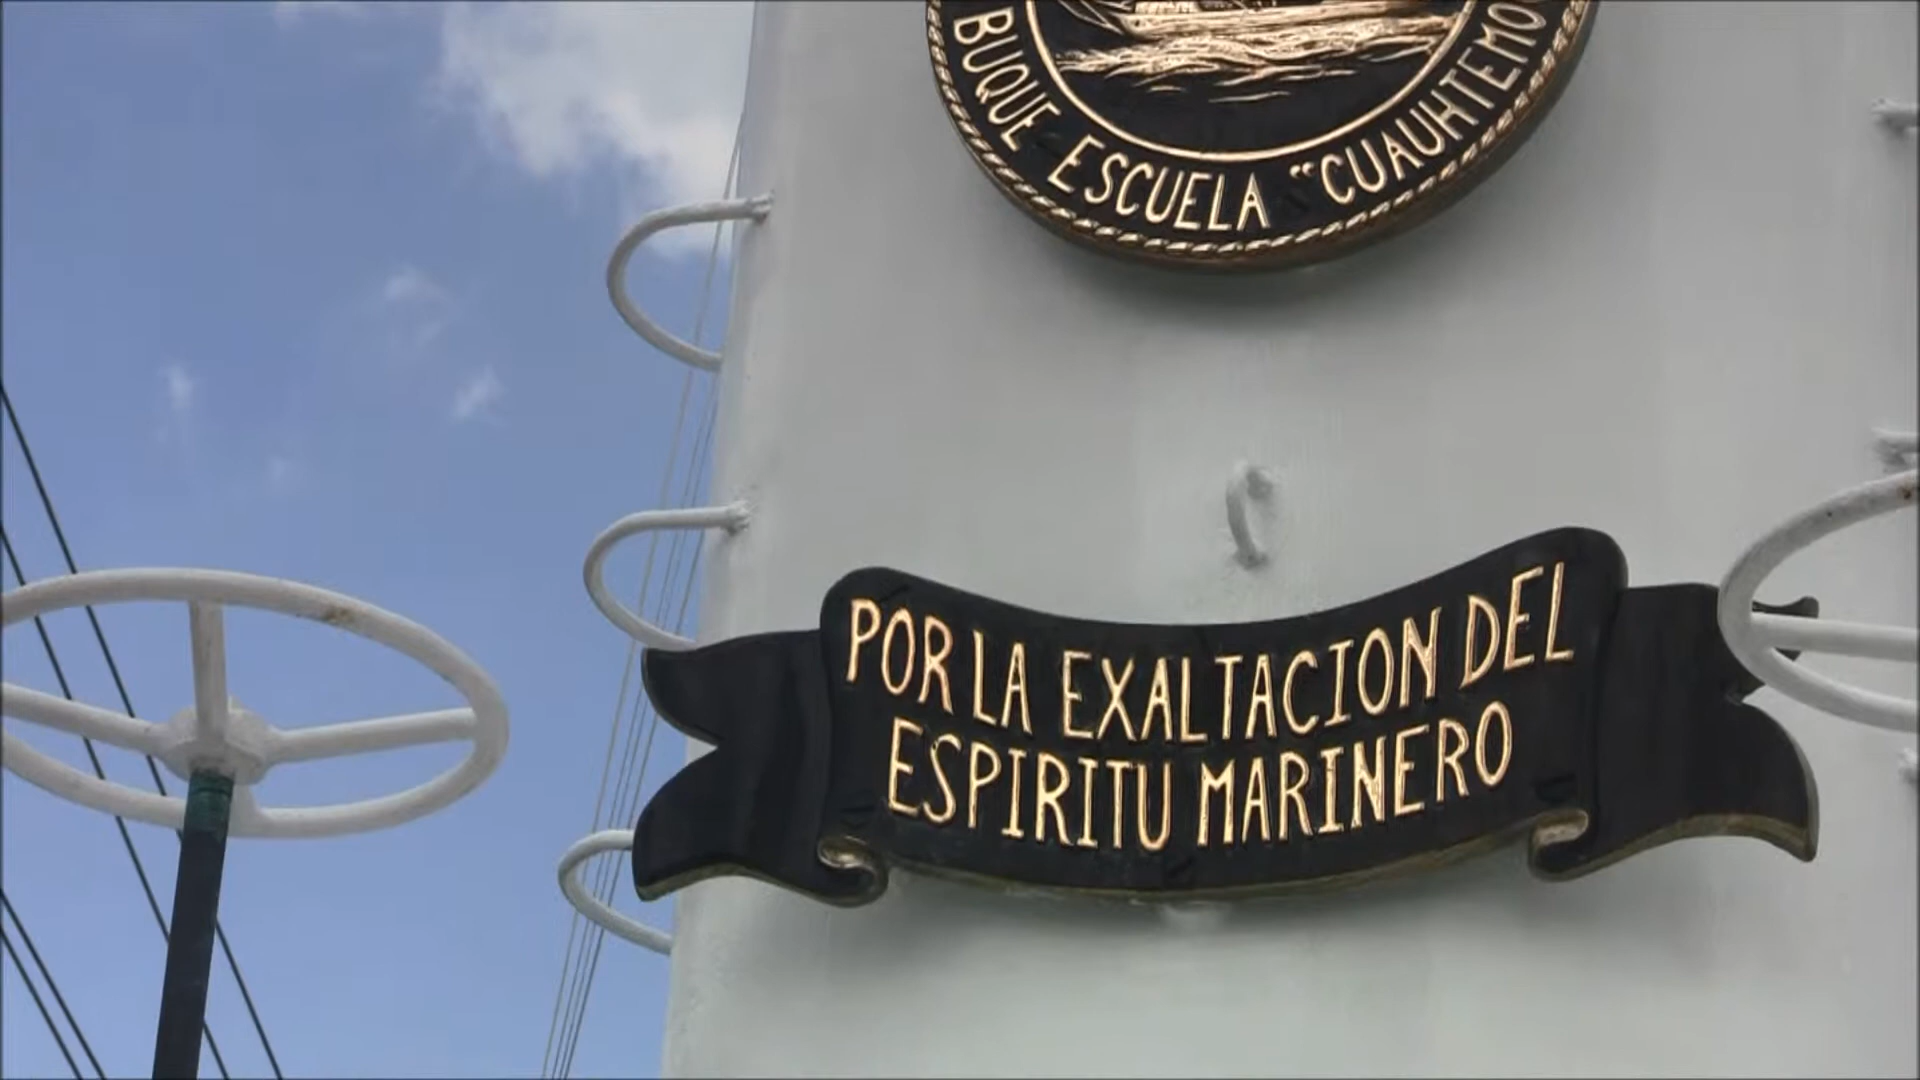 BUQUE ESCUELA "CUAUHTEMOC
POR LA EXALTACION DEL
ESPIRITU MARINERO